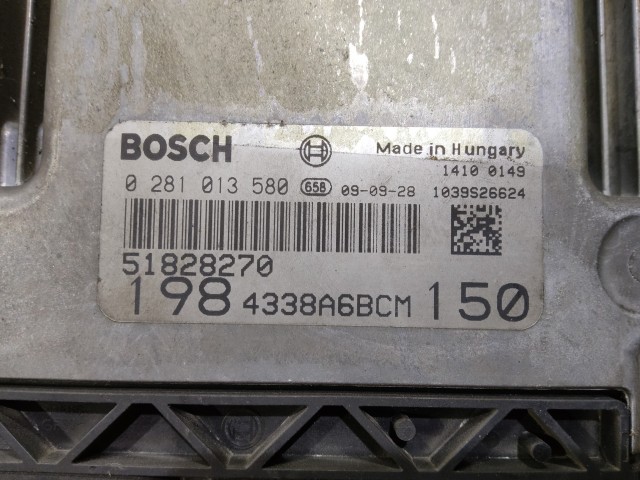 BOSCH Made in Hungary
1410 0149
0 281 013 580 658 09-09-28 1039S26624
51828270
198 4338A6BCM 150